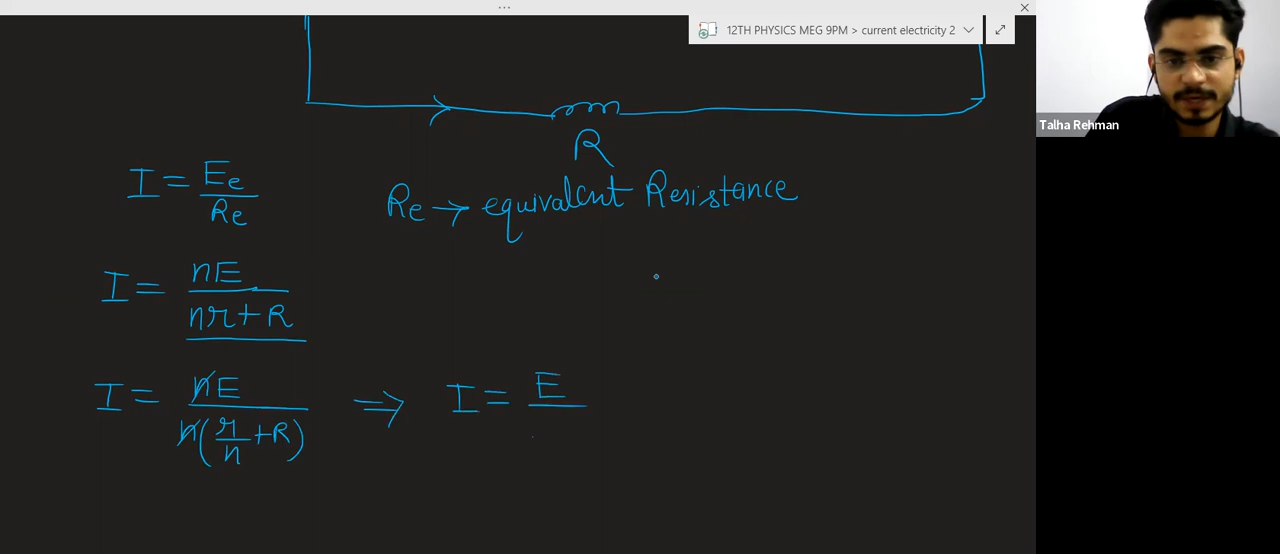 12TH PHYSICS MEG 9PM > current electricity 2
Talha Rehman
R
I = Ee/Re
Re → equivalent Resistance
I = nE/(nr + R)
I = nE/(n(r/n + R)) ⇒ I = E